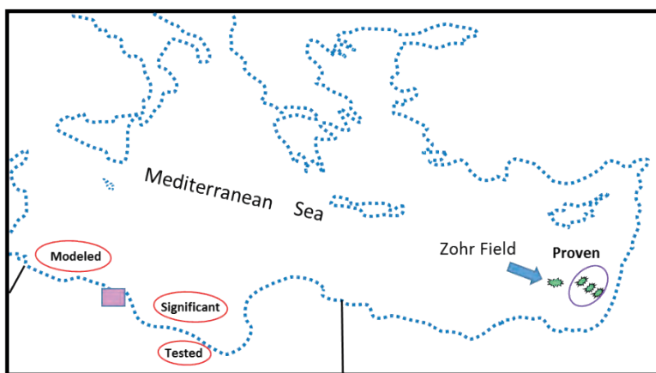 Mediterranean Sea
Zohr Field
Proven
Modeled
Significant
Tested